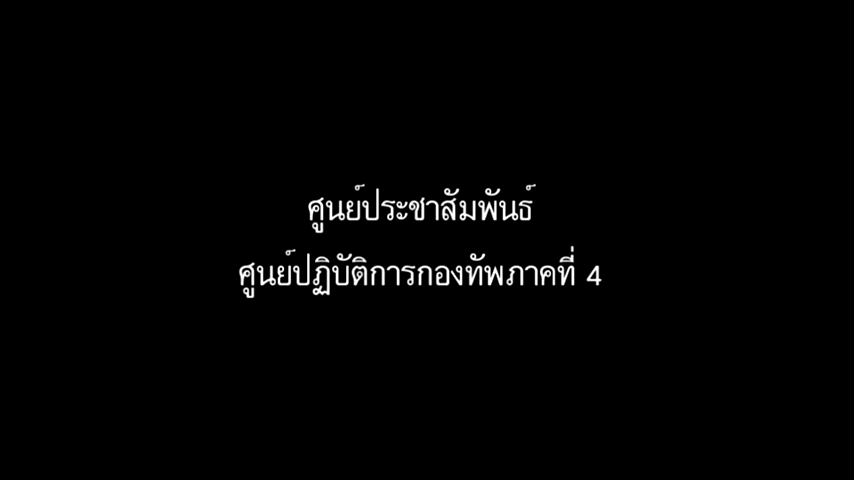 ศูนย์ประชาสัมพันธ์
ศูนย์ปฏิบัติการกองทัพภาคที่ 4